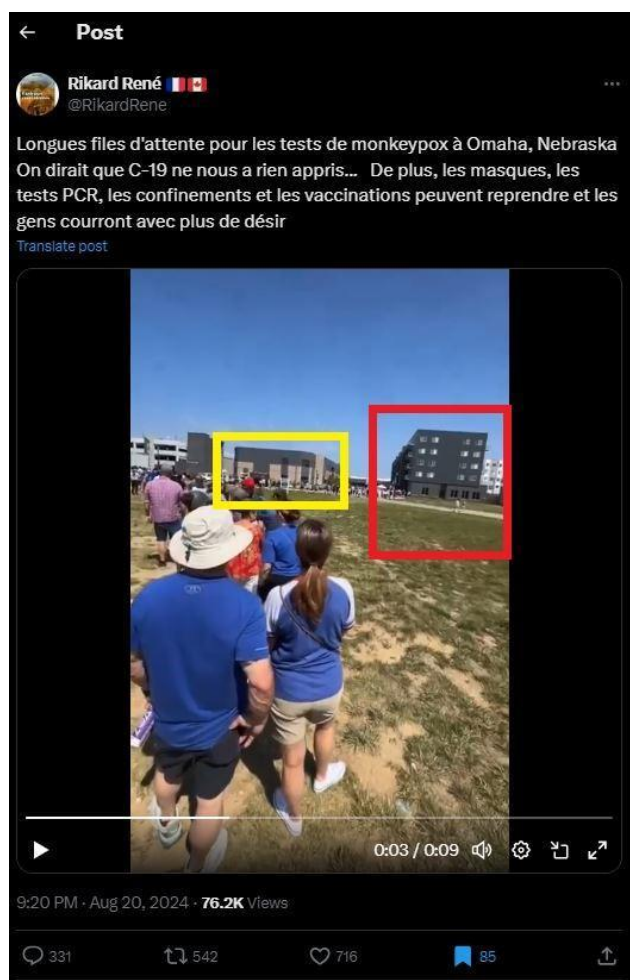 Post
Rikard René
@RikardRene
Longues files d'attente pour les tests de monkeypox à Omaha, Nebraska
On dirait que C-19 ne nous a rien appris... De plus, les masques, les
tests PCR, les confinements et les vaccinations peuvent reprendre et les
gens courront avec plus de désir
Translate post
0:03 / 0:09
9:20 PM · Aug 20, 2024 · 76.2K Views
331 542 716 85